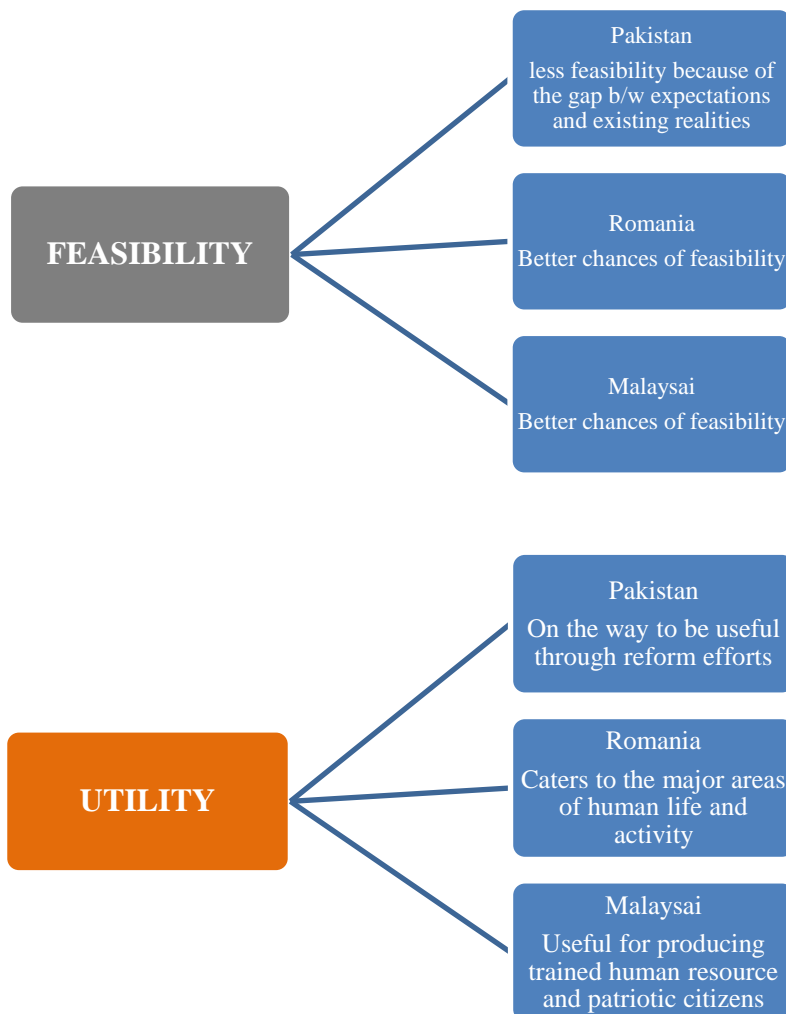 Pakistan
less feasibility because of
the gap b/w expectations
and existing realities
FEASIBILITY
Romania
Better chances of feasibility
Malaysai
Better chances of feasibility
Pakistan
On the way to be useful
through reform efforts
UTILITY
Romania
Caters to the major areas
of human life and
activity
Malaysai
Useful for producing
trained human resource
and patriotic citizens